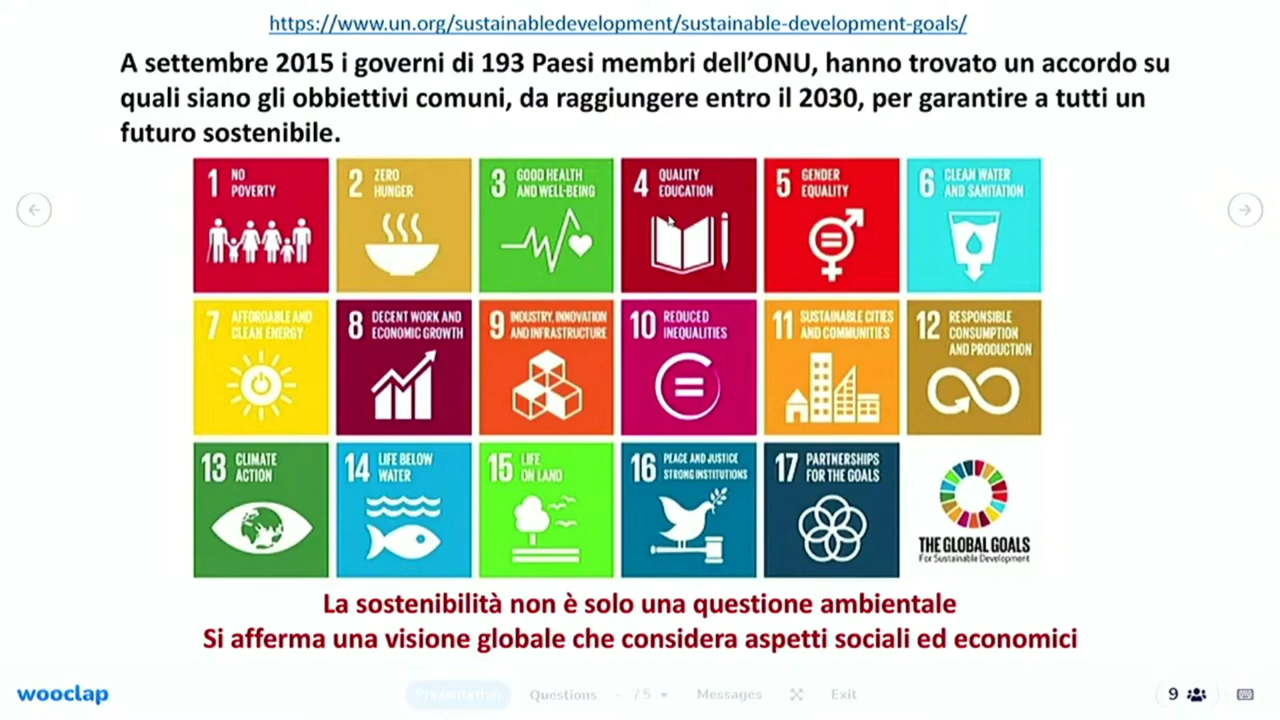 https://www.un.org/sustainabledevelopment/sustainable-development-goals/
A settembre 2015 i governi di 193 Paesi membri dell'ONU, hanno trovato un accordo su
quali siano gli obbiettivi comuni, da raggiungere entro il 2030, per garantire a tutti un
futuro sostenibile.
1 NO
POVERTY
2 ZERO
HUNGER
3 GOOD HEALTH
AND WELL-BEING
4 QUALITY
EDUCATION
5 GENDER
EQUALITY
6 CLEAN WATER
AND SANITATION
7 AFFORDABLE AND
CLEAN ENERGY
8 DECENT WORK AND
ECONOMIC GROWTH
9 INDUSTRY, INNOVATION
AND INFRASTRUCTURE
10 REDUCED
INEQUALITIES
11 SUSTAINABLE CITIES
AND COMMUNITIES
12 RESPONSIBLE
CONSUMPTION
AND PRODUCTION
13 CLIMATE
ACTION
14 LIFE BELOW
WATER
15 LIFE
ON LAND
16 PEACE AND JUSTICE
STRONG INSTITUTIONS
17 PARTNERSHIPS
FOR THE GOALS
THE GLOBAL GOALS
For Sustainable Development
La sostenibilità non è solo una questione ambientale
Si afferma una visione globale che considera aspetti sociali ed economici
wooclap
Presentation
Questions - / 5
Messages
Exit
9